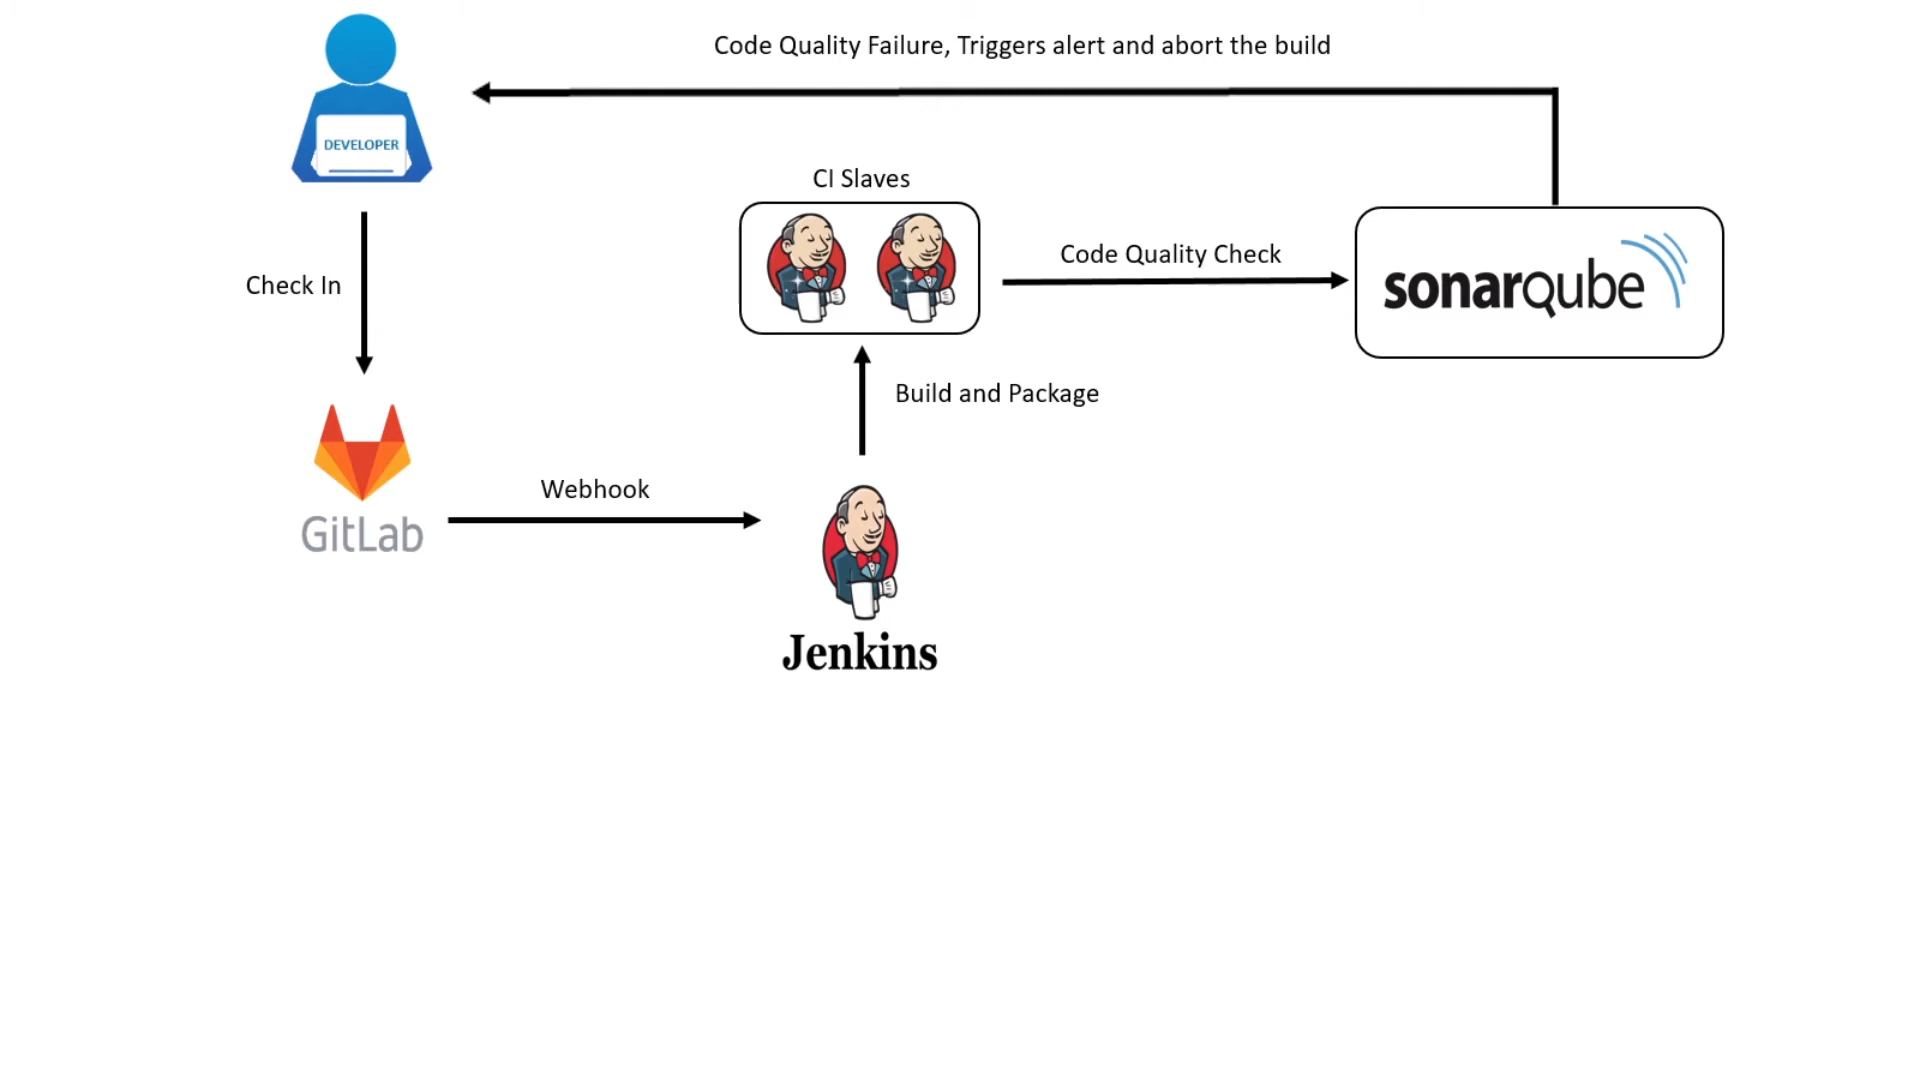 Code Quality Failure, Triggers alert and abort the build
DEVELOPER
CI Slaves
Check In
Code Quality Check
sonarqube
Build and Package
Webhook
GitLab
Jenkins